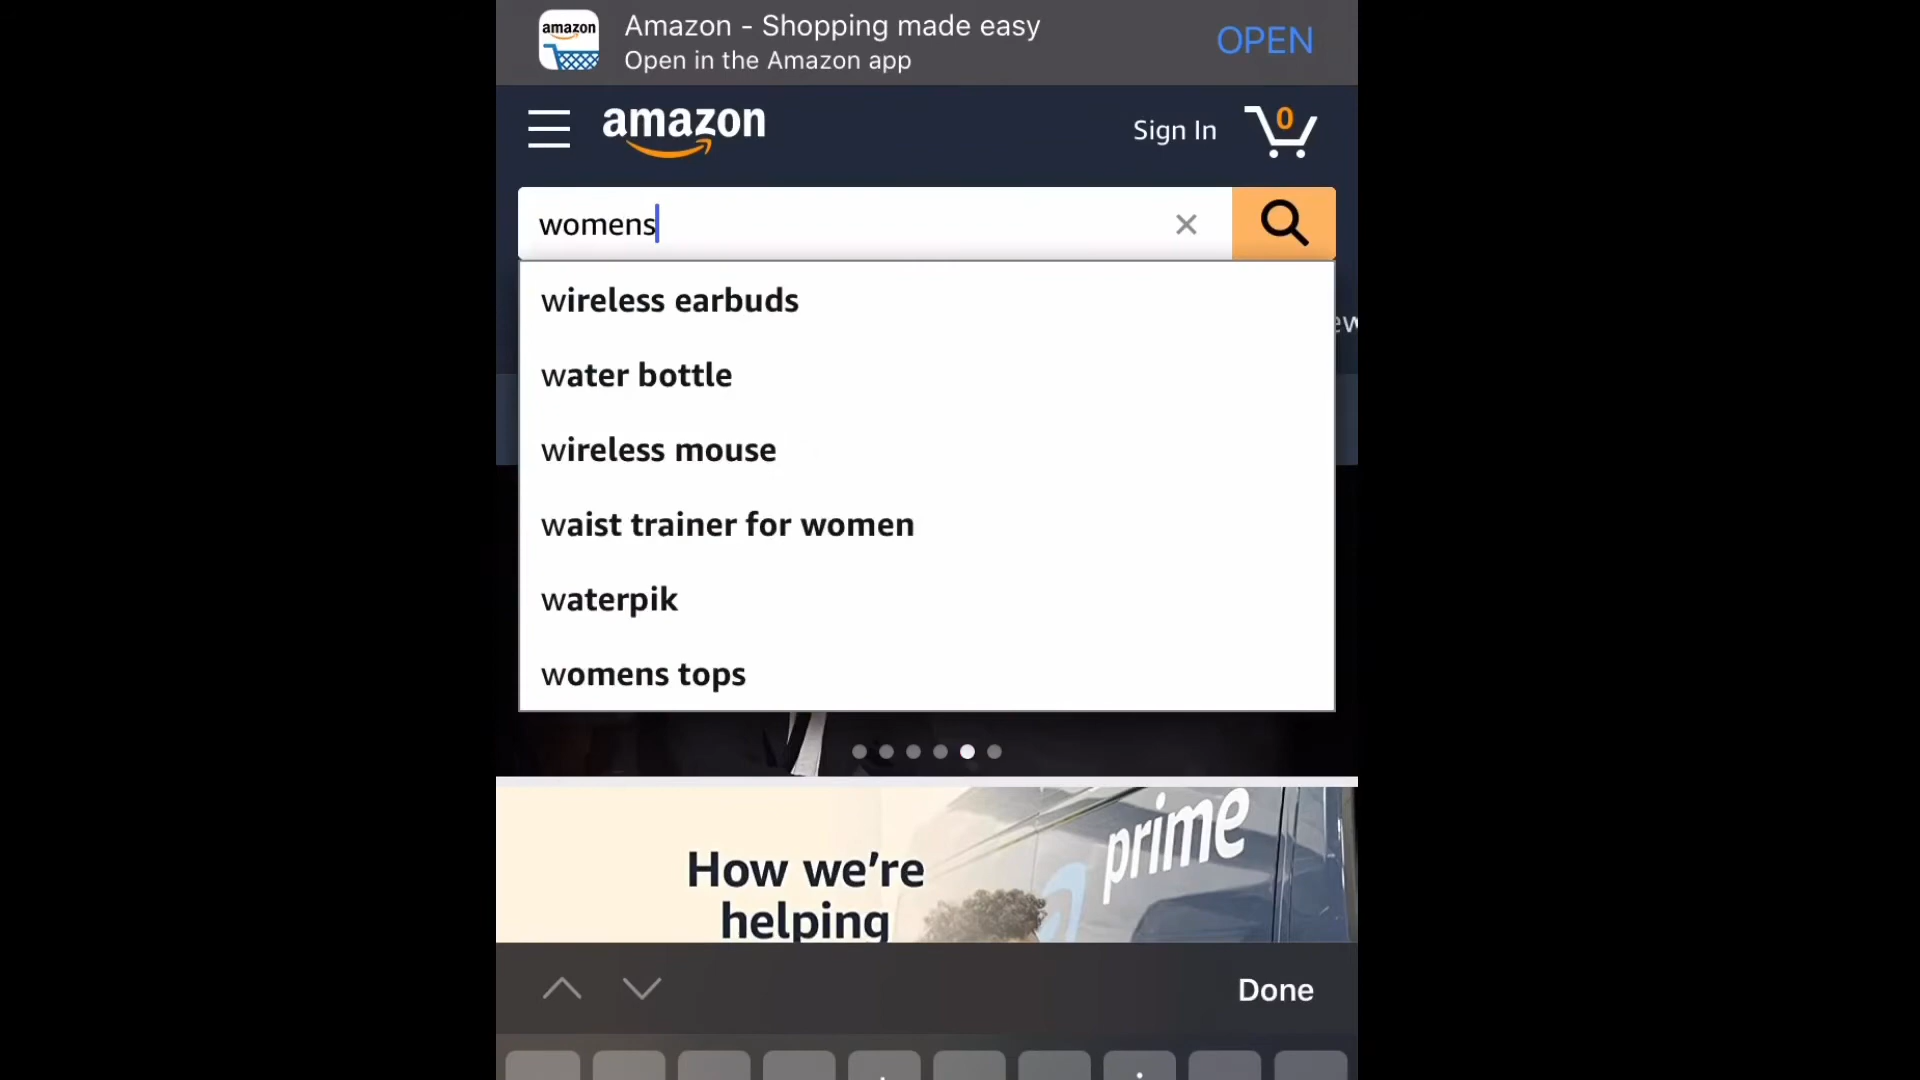 amazon
Amazon - Shopping made easy
Open in the Amazon app
OPEN
amazon
Sign In
0
womens
wireless earbuds
water bottle
wireless mouse
waist trainer for women
waterpik
womens tops
ew
prime
How we’re
helping
Done